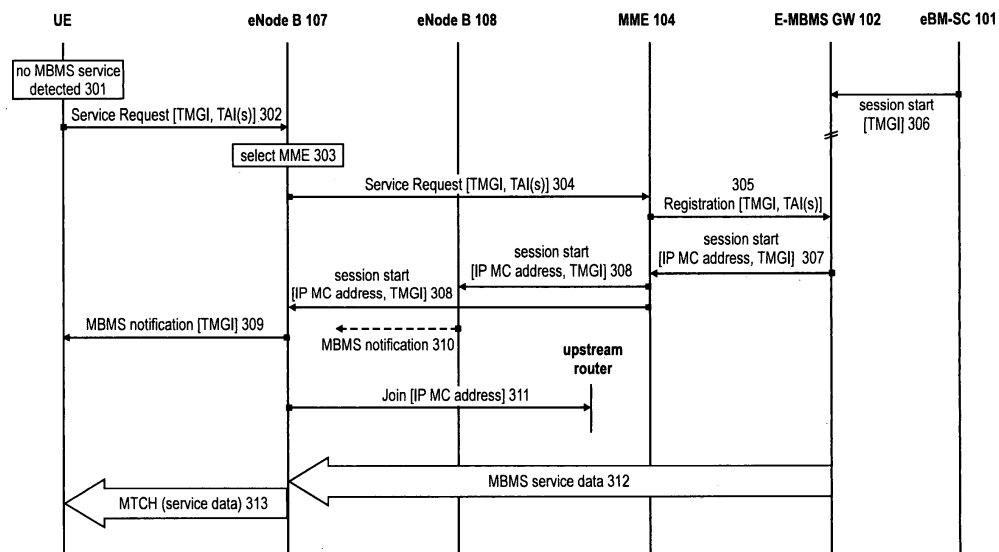 UE
eNode B 107
eNode B 108
MME 104
E-MBMS GW 102
eBM-SC 101
no MBMS service
detected 301
session start
[TMGI] 306
Service Request [TMGI, TAI(s)] 302
select MME 303
Service Request [TMGI, TAI(s)] 304
305
Registration [TMGI, TAI(s)]
session start
[IP MC address, TMGI] 307
session start
[IP MC address, TMGI] 308
session start
[IP MC address, TMGI] 308
MBMS notification [TMGI] 309
MBMS notification 310
upstream
router
Join [IP MC address] 311
MBMS service data 312
MTCH (service data) 313